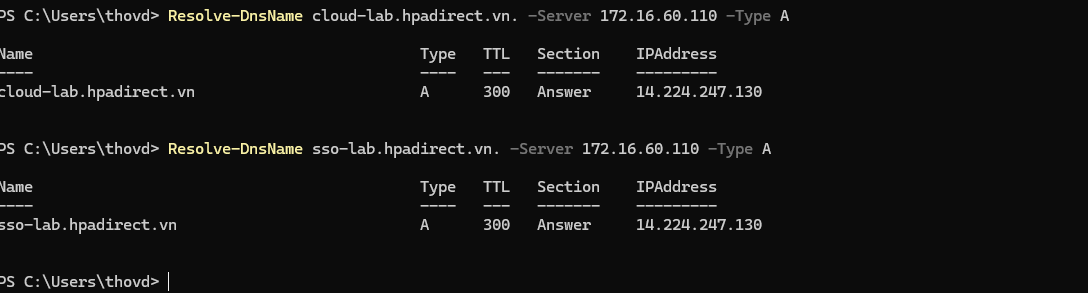 PS C:\Users\thovd> Resolve-DnsName cloud-lab.hpadirect.vn. -Server 172.16.60.110 -Type A
Name Type TTL Section IPAddress
---- ---- --- ------- ---------
cloud-lab.hpadirect.vn A 300 Answer 14.224.247.130
PS C:\Users\thovd> Resolve-DnsName sso-lab.hpadirect.vn. -Server 172.16.60.110 -Type A
Name Type TTL Section IPAddress
---- ---- --- ------- ---------
sso-lab.hpadirect.vn A 300 Answer 14.224.247.130
PS C:\Users\thovd>